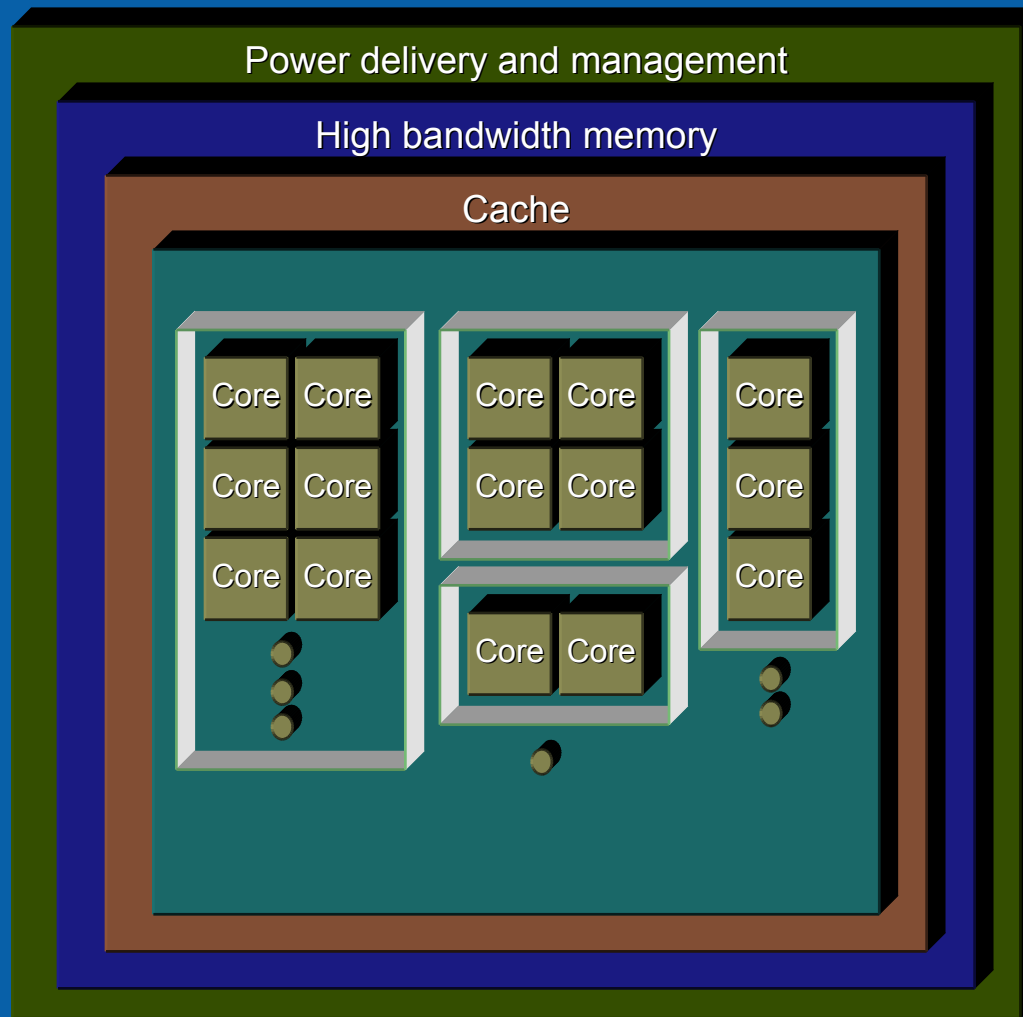 Power delivery and management
High bandwidth memory
Cache
Core Core Core Core Core
Core Core Core Core Core
Core Core Core
Core Core